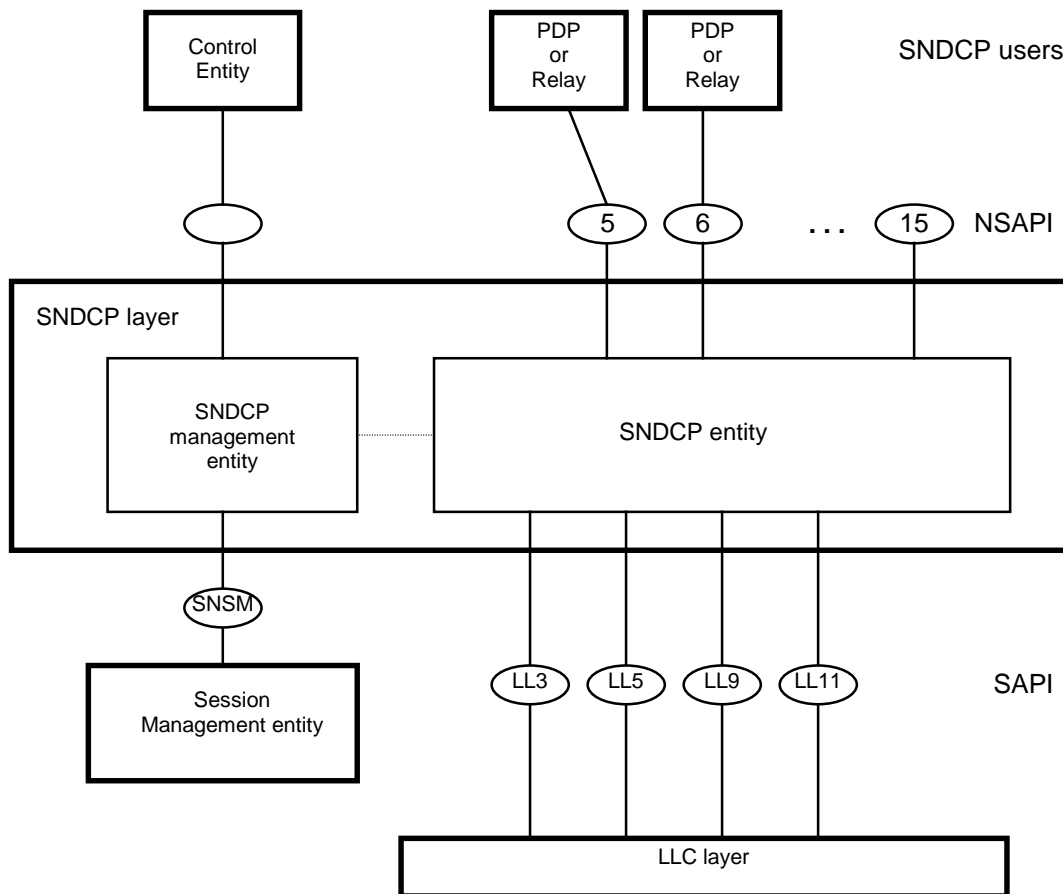 Control
Entity
PDP
or
Relay
PDP
or
Relay
SNDCP users
5
6
. . .
15
NSAPI
SNDCP layer
SNDCP
management
entity
SNDCP entity
SNSM
Session
Management entity
LL3
LL5
LL9
LL11
SAPI
LLC layer